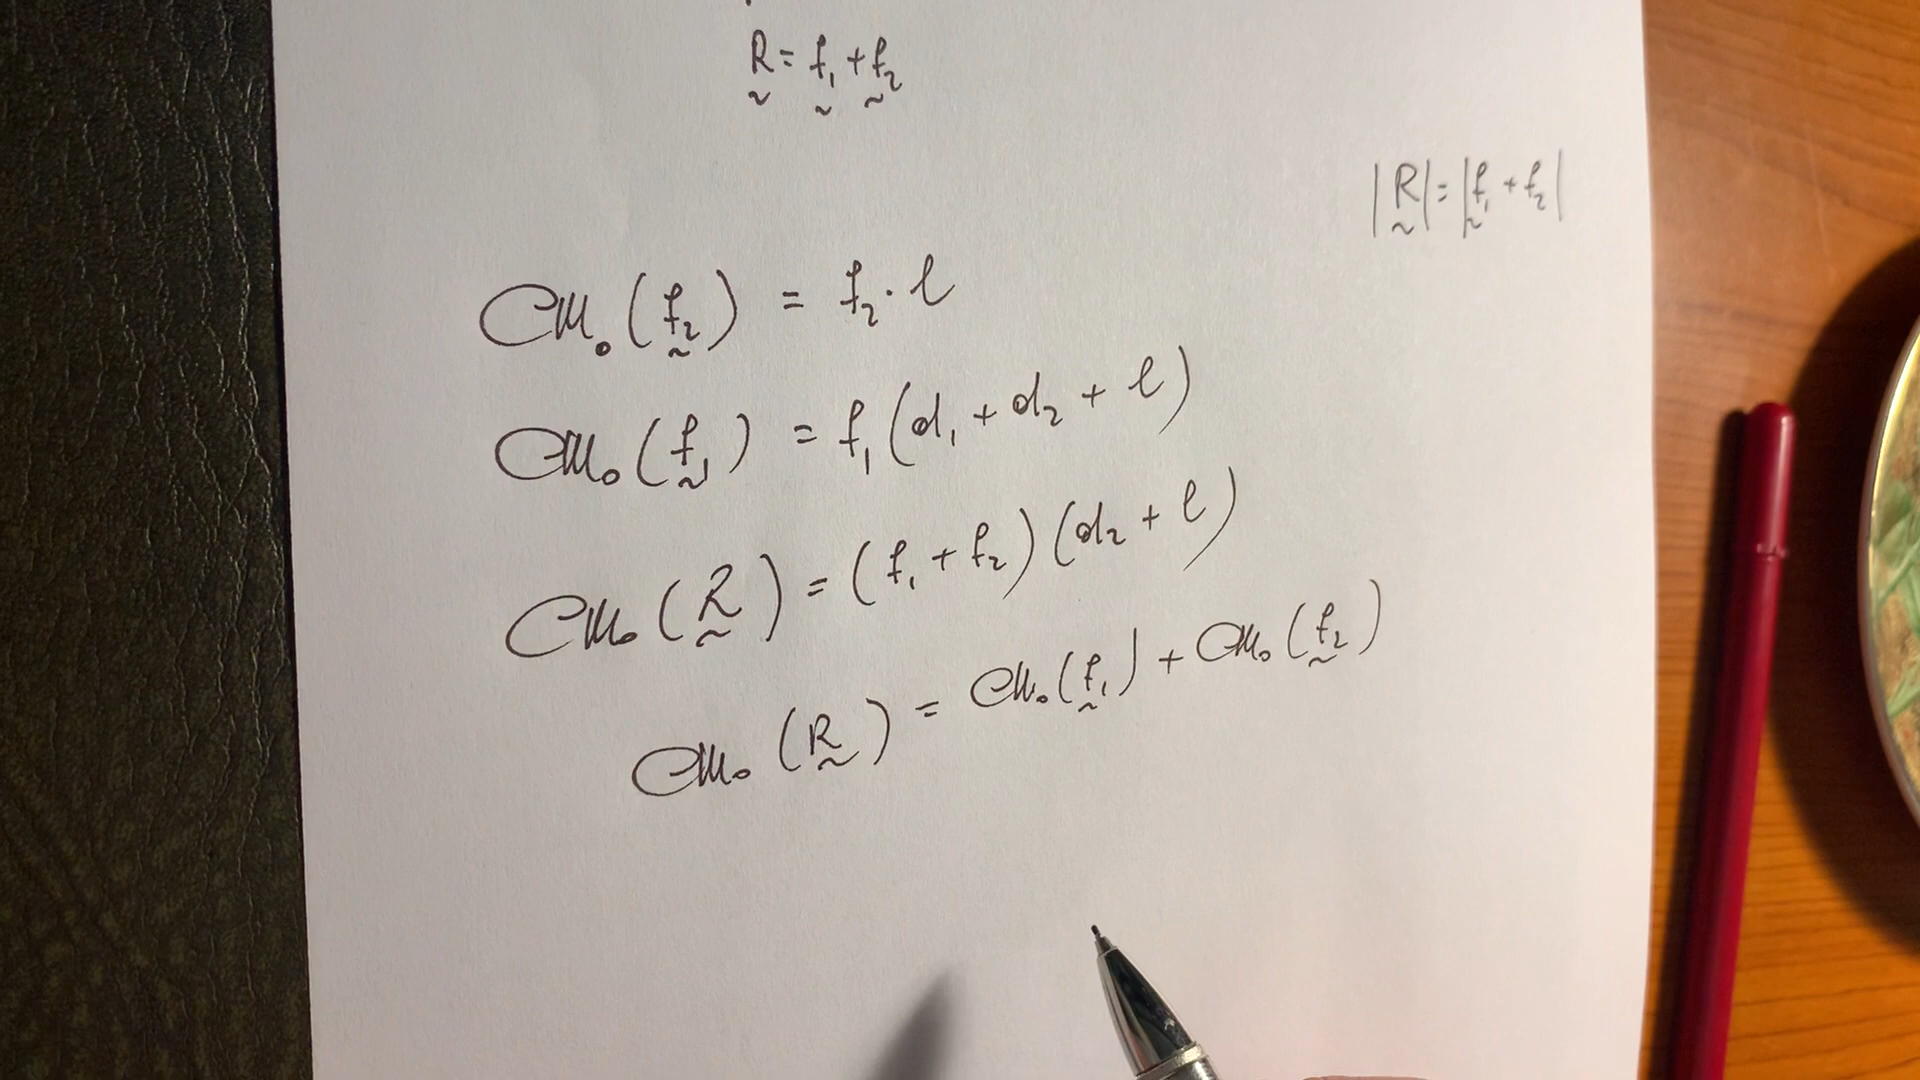 R = f₁ + f₂
|R| = |f₁ + f₂|
ℳ₀(f₂) = f₂ · l
ℳ₀(f₁) = f₁(d₁ + d₂ + l)
ℳ₀(R) = (f₁ + f₂)(d₂ + l)
ℳ₀(R) = ℳ₀(f₁) + ℳ₀(f₂)